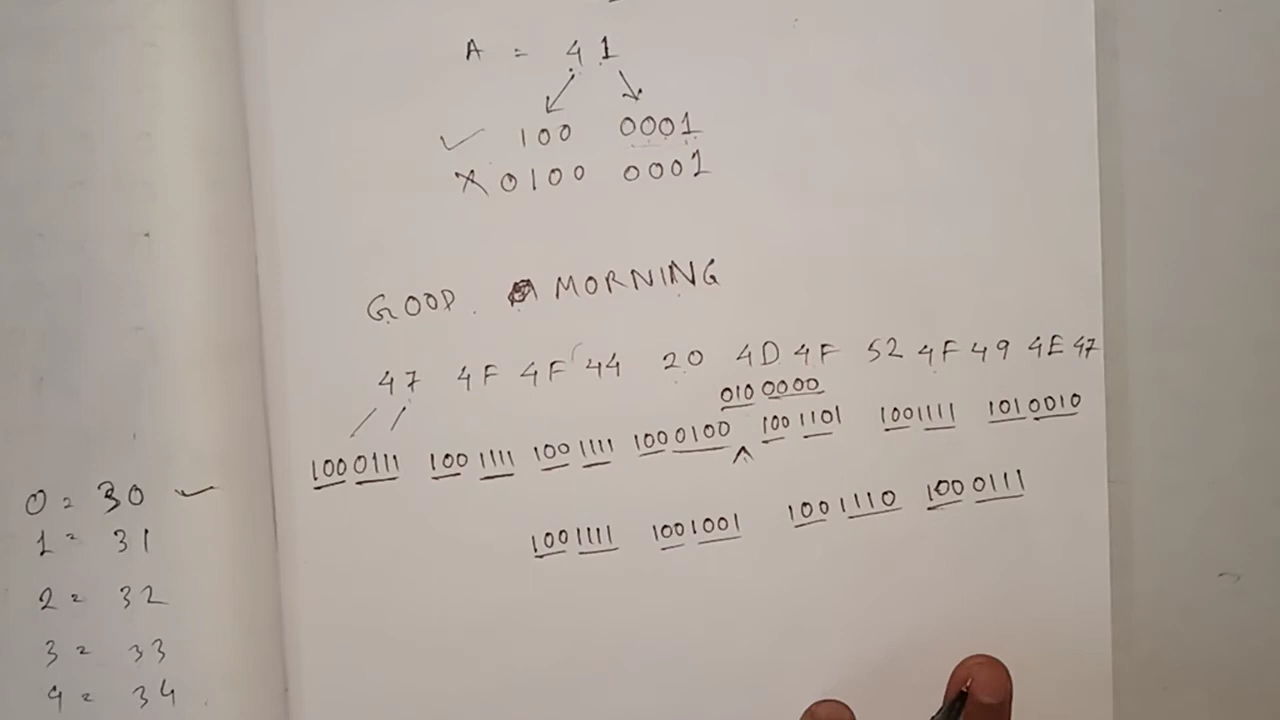 A = 41
✓ 100 0001
X 0100 0001
GOOD MORNING
47 4F 4F 44 20 4D 4F 52 4F 49 4E 47
010 0000
1000111 1001111 1001111 1000100 ^ 1001101 1001111 1010010
1001111 1001001 1001110 1000111
0 = 30 ✓
1 = 31
2 = 32
3 = 33
4 = 34